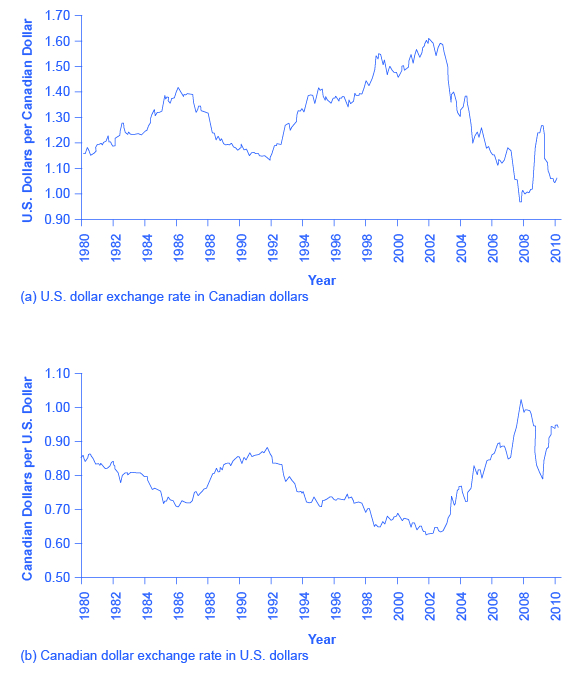 U.S. Dollars per Canadian Dollar
1.70
1.60
1.50
1.40
1.30
1.20
1.10
1.00
0.90
1980 1982 1984 1986 1988 1990 1992 1994 1996 1998 2000 2002 2004 2006 2008 2010
Year
(a) U.S. dollar exchange rate in Canadian dollars
Canadian Dollars per U.S. Dollar
1.10
1.00
0.90
0.80
0.70
0.60
0.50
1980 1982 1984 1986 1988 1990 1992 1994 1996 1998 2000 2002 2004 2006 2008 2010
Year
(b) Canadian dollar exchange rate in U.S. dollars